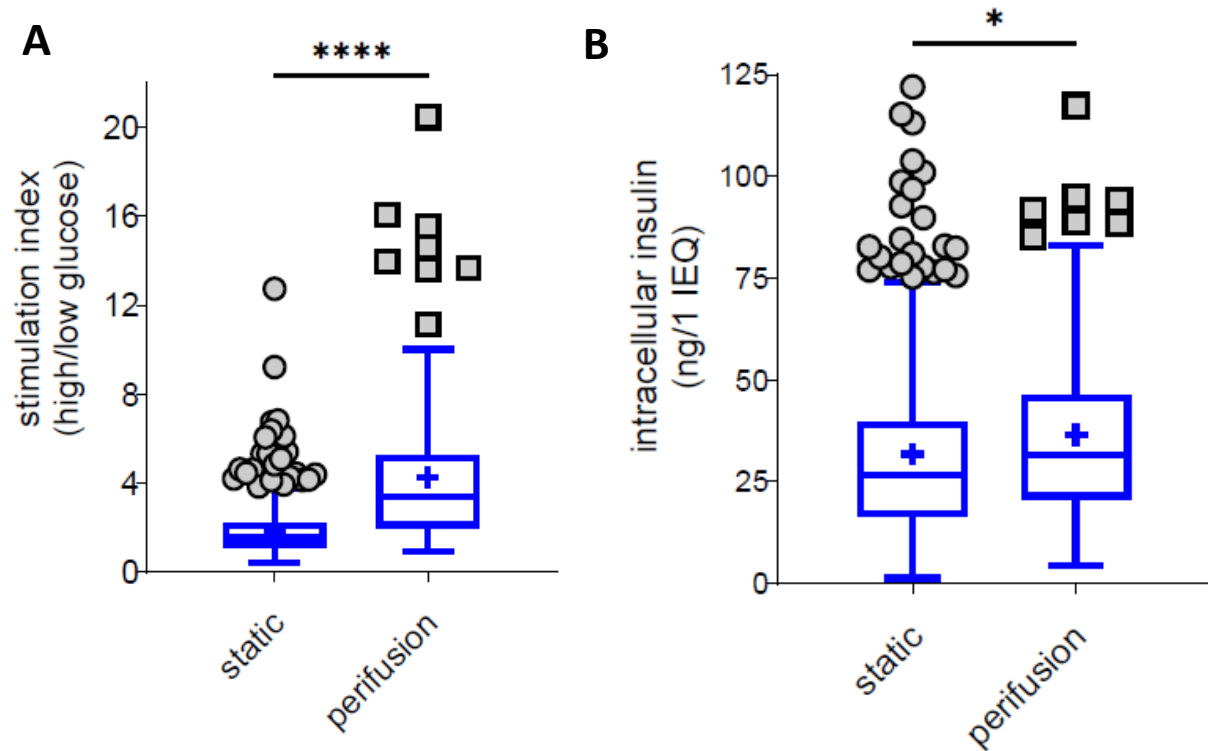 A
****
stimulation index
(high/low glucose)
20
16
12
8
4
0
static
perifusion
B
*
intracellular insulin
(ng/1 IEQ)
125
100
75
50
25
0
static
perifusion